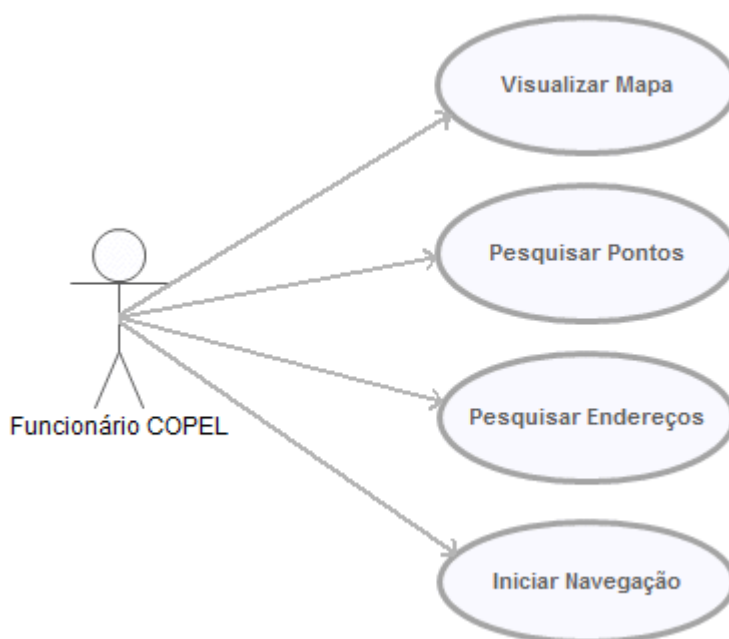 Visualizar Mapa
Pesquisar Pontos
Pesquisar Endereços
Funcionário COPEL
Iniciar Navegação